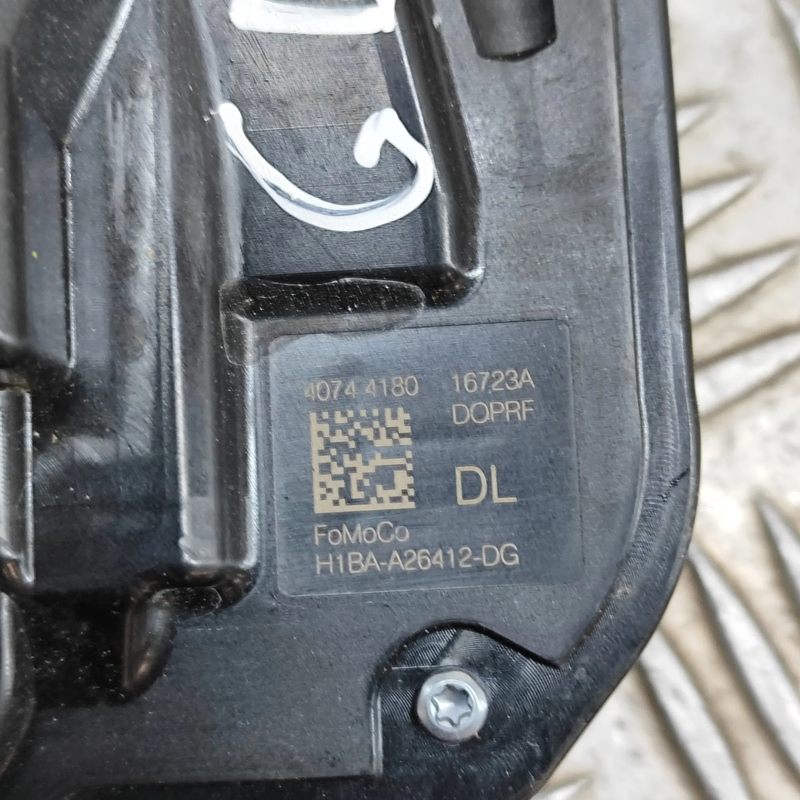 4074 4180 16723A
DQPRF
DL
FoMoCo
H1BA-A26412-DG